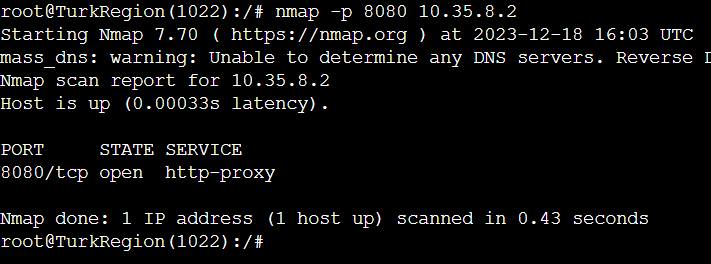 root@TurkRegion(1022):/# nmap -p 8080 10.35.8.2
Starting Nmap 7.70 ( https://nmap.org ) at 2023-12-18 16:03 UTC
mass_dns: warning: Unable to determine any DNS servers. Reverse
Nmap scan report for 10.35.8.2
Host is up (0.00033s latency).

PORT     STATE SERVICE
8080/tcp open  http-proxy

Nmap done: 1 IP address (1 host up) scanned in 0.43 seconds
root@TurkRegion(1022):/#